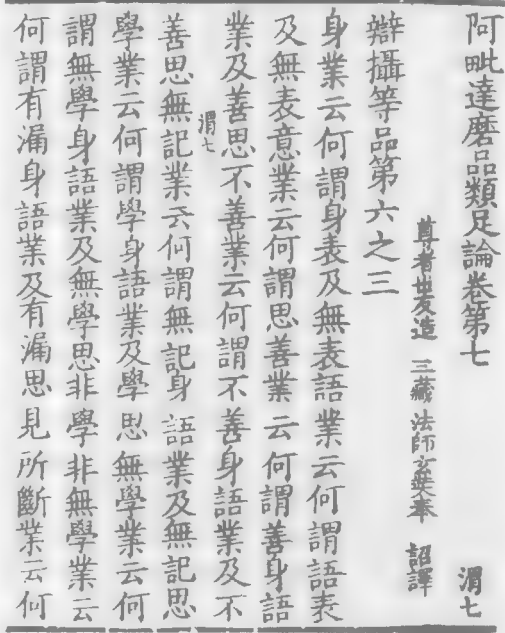 阿毗達磨品類足論卷第七 渭七
尊者世友造 三藏法師玄奘奉 詔譯
辯攝等品第六之三
身業云何謂身表及無表語業云何謂語表
及無表意業云何謂思善業云何謂善身語
業及善思不善業云何謂不善身語業及不
渭七
善思無記業云何謂無記身語業及無記思
學業云何謂學身語業及學思無學業云何
謂無學身語業及無學思非學非無學業云
何謂有漏身語業及有漏思見所斷業云何